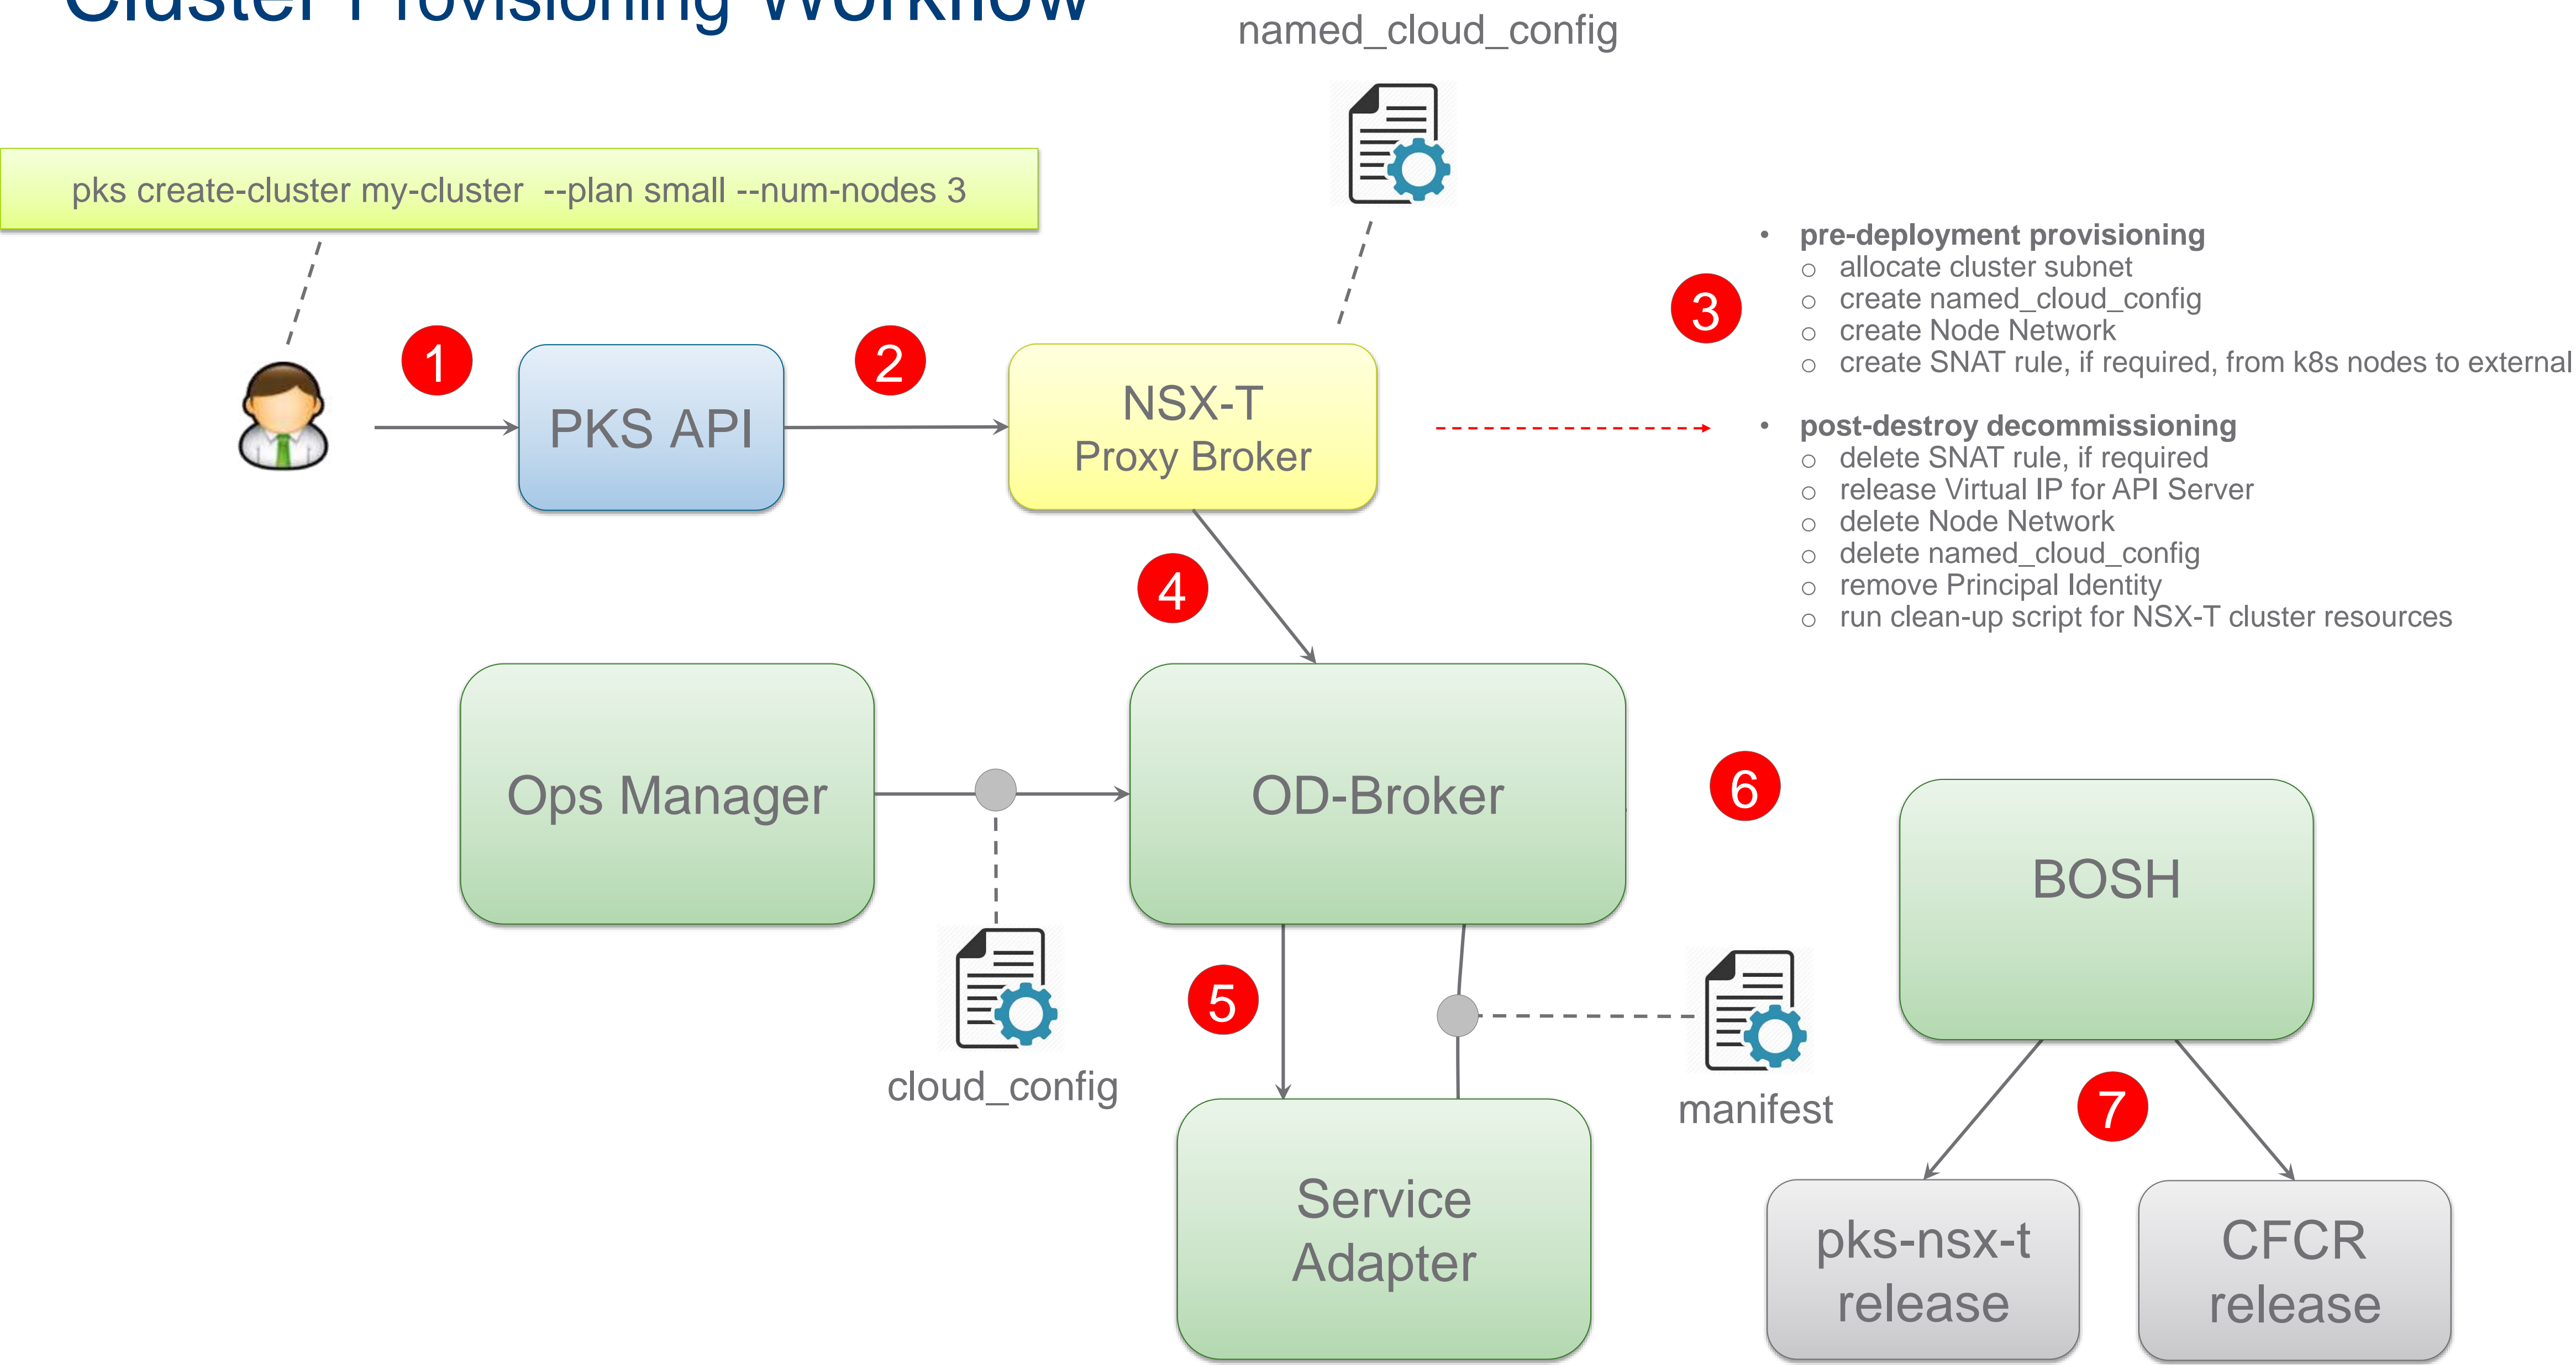 Cluster Provisioning Workflow
named_cloud_config
pks create-cluster my-cluster  --plan small --num-nodes 3
• pre-deployment provisioning
o allocate cluster subnet
o create named_cloud_config
o create Node Network
o create SNAT rule, if required, from k8s nodes to external
3
1
2
PKS API
NSX-T
Proxy Broker
• post-destroy decommissioning
o delete SNAT rule, if required
o release Virtual IP for API Server
o delete Node Network
o delete named_cloud_config
o remove Principal Identity
o run clean-up script for NSX-T cluster resources
4
Ops Manager
OD-Broker
6
BOSH
5
cloud_config
manifest
7
Service
Adapter
pks-nsx-t
release
CFCR
release